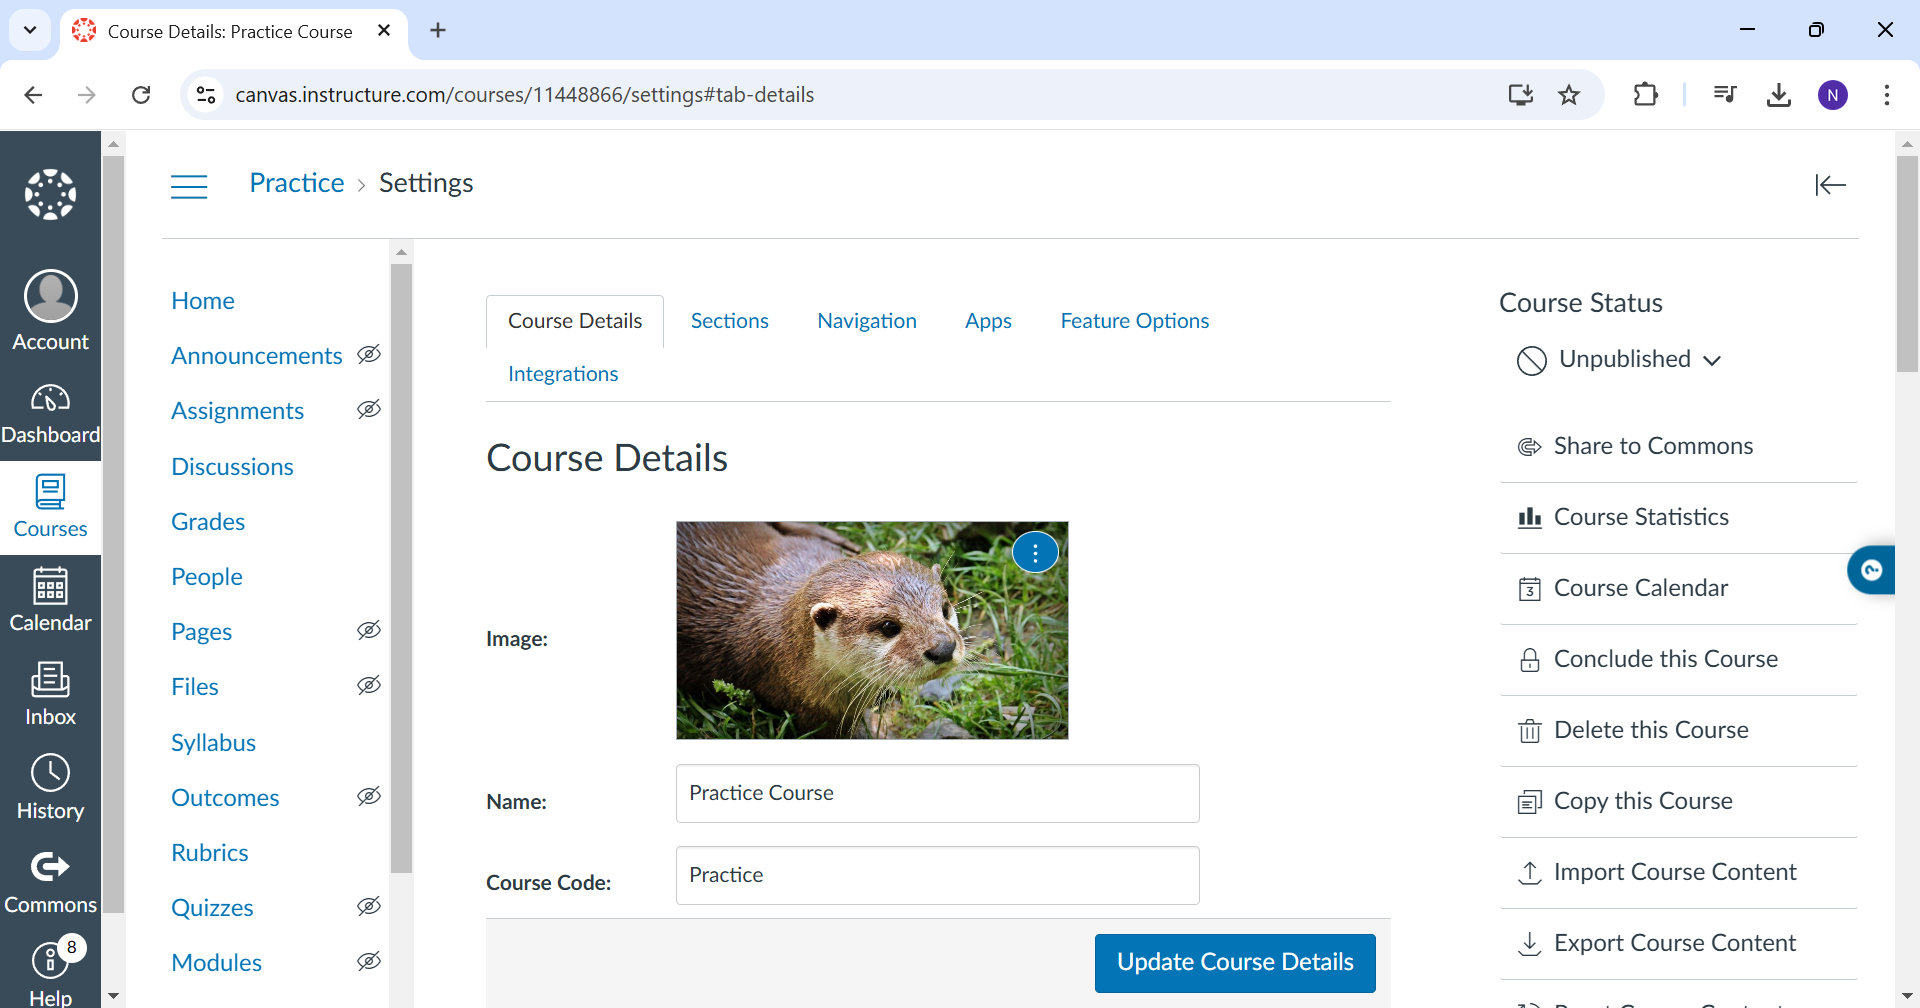 Course Details: Practice Course
canvas.instructure.com/courses/11448866/settings#tab-details
N
Practice > Settings
Account
Dashboard
Courses
Calendar
Inbox
History
Commons
8
Help
Home
Announcements
Assignments
Discussions
Grades
People
Pages
Files
Syllabus
Outcomes
Rubrics
Quizzes
Modules
Course Details
Sections
Navigation
Apps
Feature Options
Integrations
Course Details
Image:
Name:
Practice Course
Course Code:
Practice
Update Course Details
Course Status
Unpublished
Share to Commons
Course Statistics
3
Course Calendar
Conclude this Course
Delete this Course
Copy this Course
Import Course Content
Export Course Content